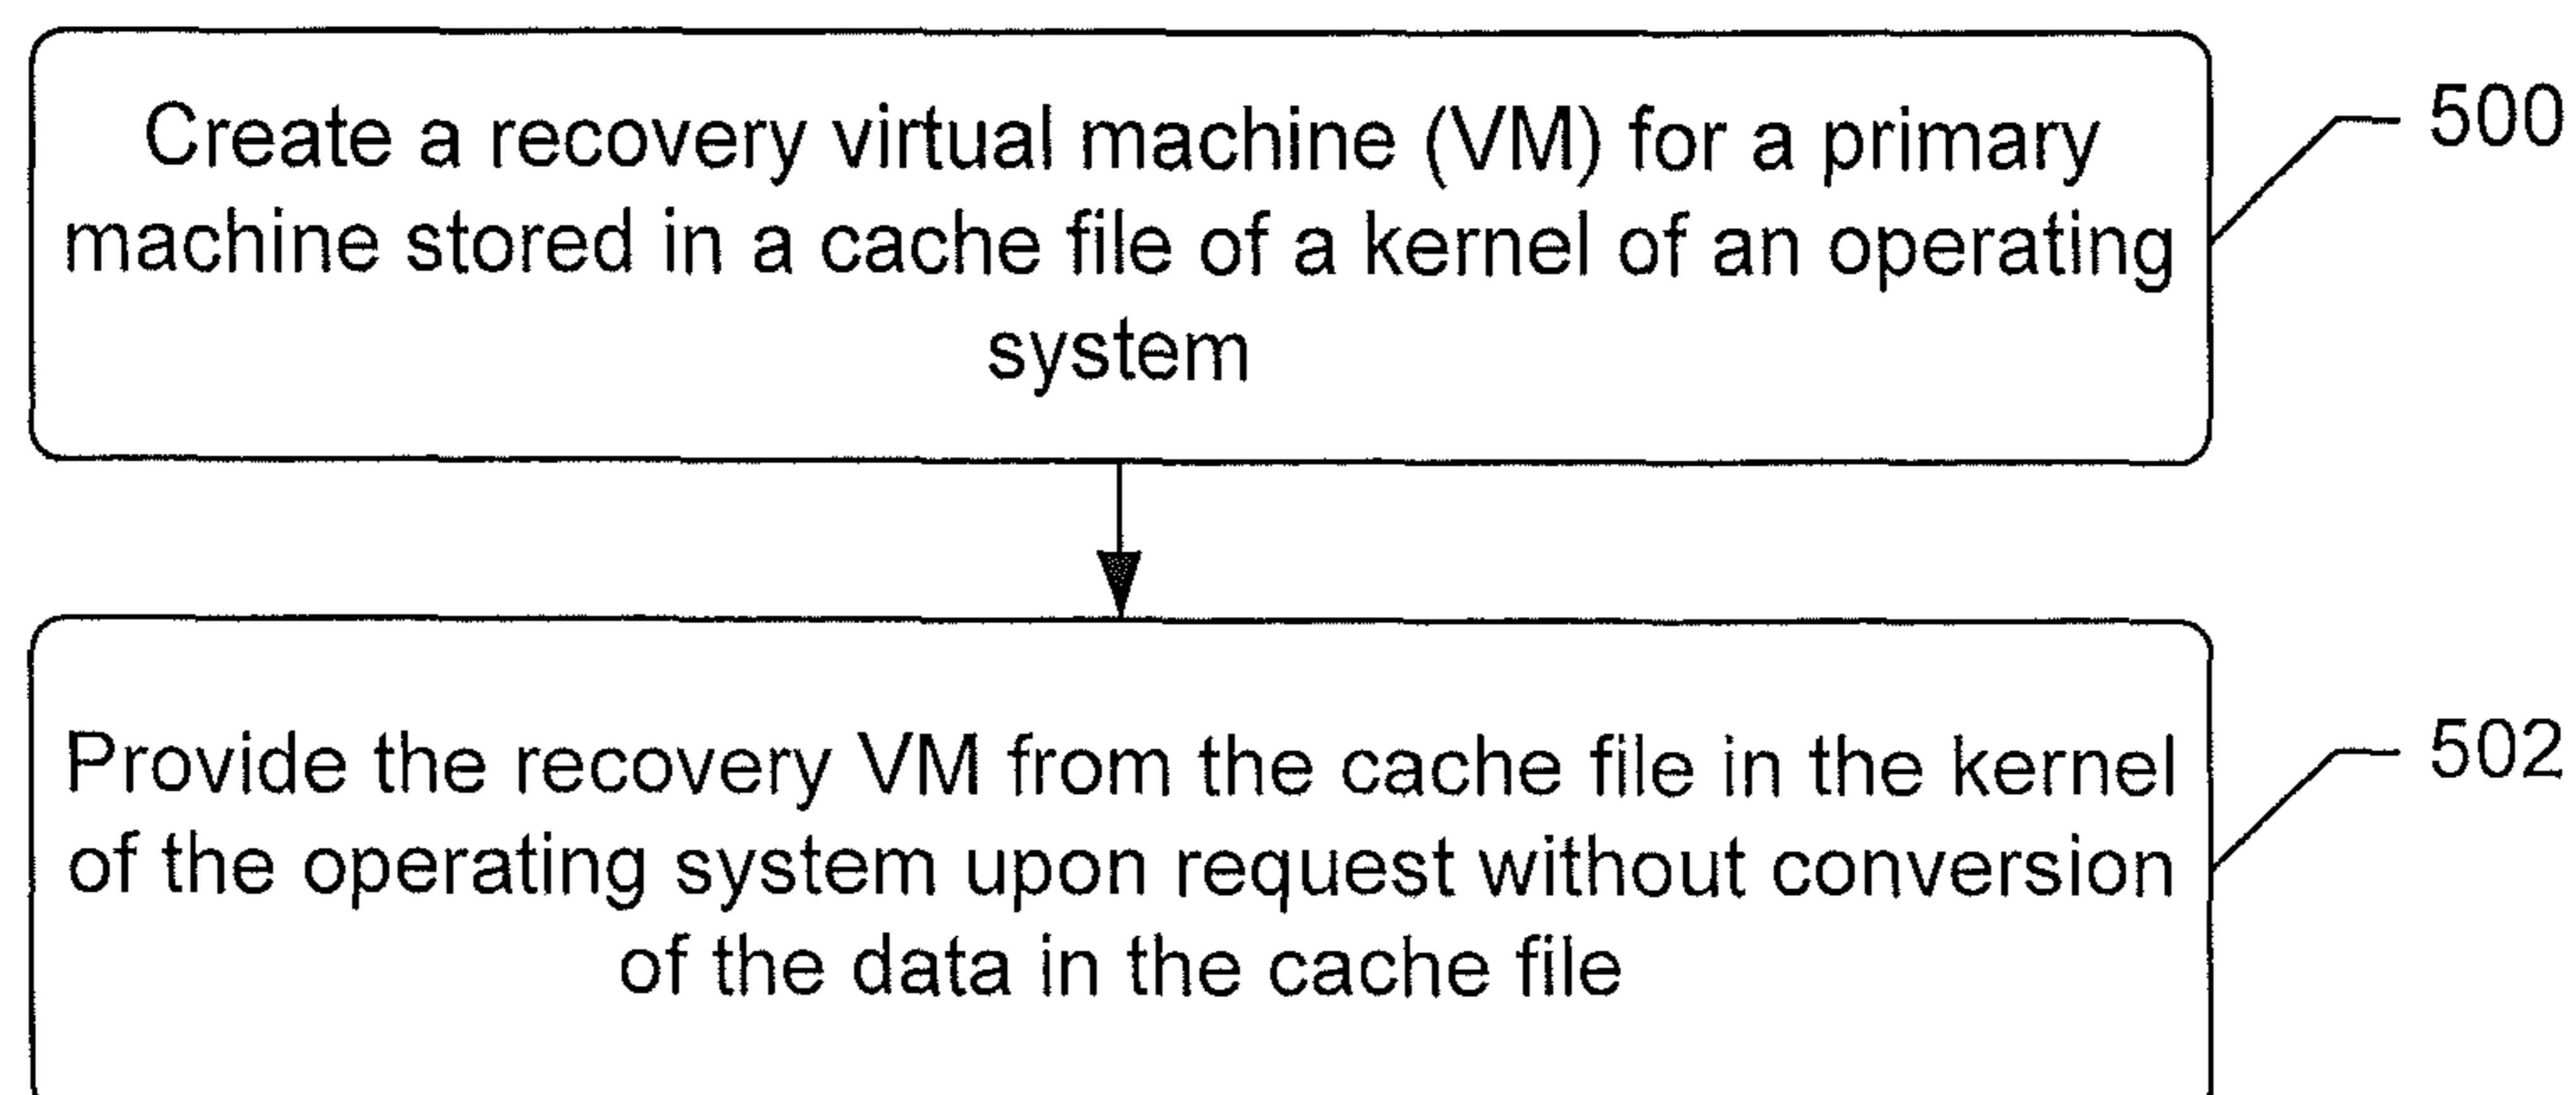 Create a recovery virtual machine (VM) for a primary
machine stored in a cache file of a kernel of an operating
system
500
Provide the recovery VM from the cache file in the kernel
of the operating system upon request without conversion
of the data in the cache file
502